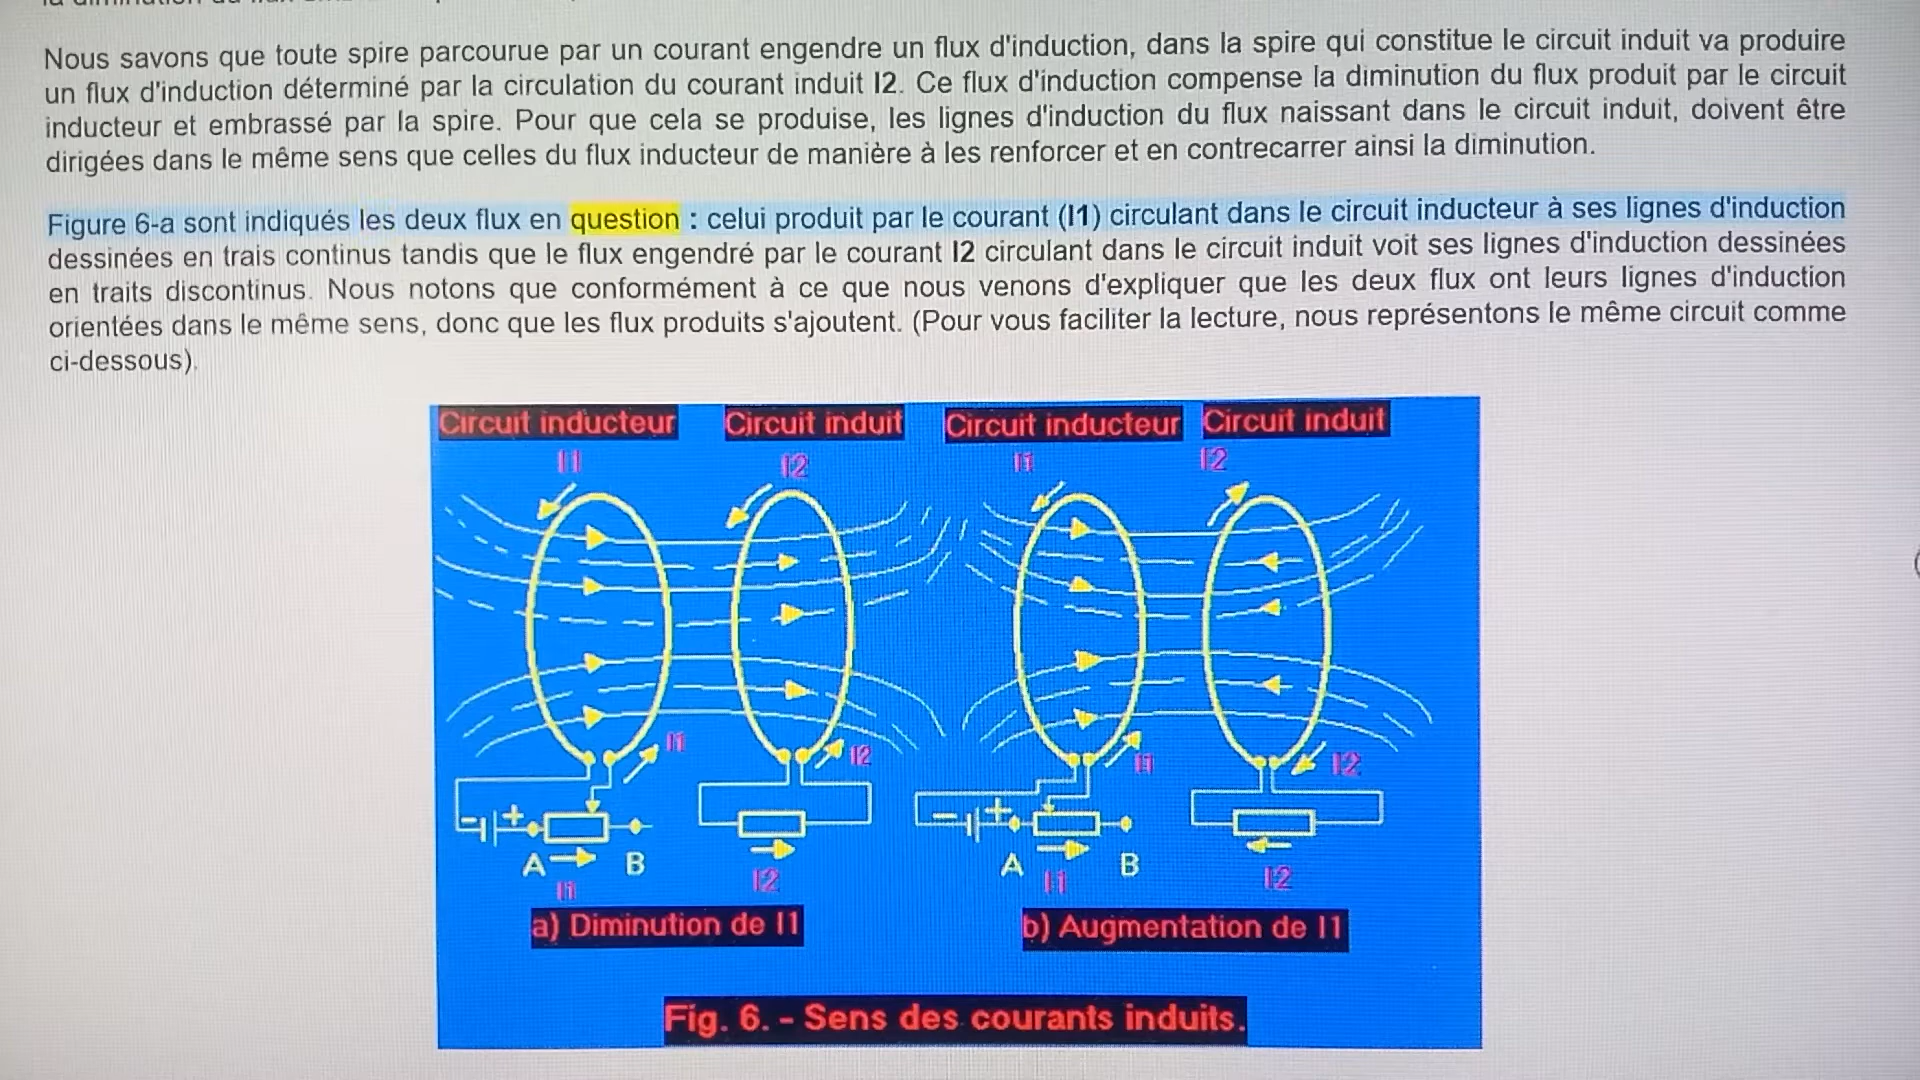 Nous savons que toute spire parcourue par un courant engendre un flux d'induction, dans la spire qui constitue le circuit induit va produire
un flux d'induction déterminé par la circulation du courant induit I2. Ce flux d'induction compense la diminution du flux produit par le circuit
inducteur et embrassé par la spire. Pour que cela se produise, les lignes d'induction du flux naissant dans le circuit induit, doivent être
dirigées dans le même sens que celles du flux inducteur de manière à les renforcer et en contrecarrer ainsi la diminution.
Figure 6-a sont indiqués les deux flux en question : celui produit par le courant (I1) circulant dans le circuit inducteur à ses lignes d'induction
dessinées en trais continus tandis que le flux engendré par le courant I2 circulant dans le circuit induit voit ses lignes d'induction dessinées
en traits discontinus. Nous notons que conformément à ce que nous venons d'expliquer que les deux flux ont leurs lignes d'induction
orientées dans le même sens, donc que les flux produits s'ajoutent. (Pour vous faciliter la lecture, nous représentons le même circuit comme
ci-dessous).
Circuit inducteur Circuit induit Circuit inducteur Circuit induit
I1 I2 I1 I2
I1 I2 I1 I2
- + - +
A B A B
I1 I2 I1 I2
a) Diminution de I1 b) Augmentation de I1
Fig. 6. - Sens des courants induits.